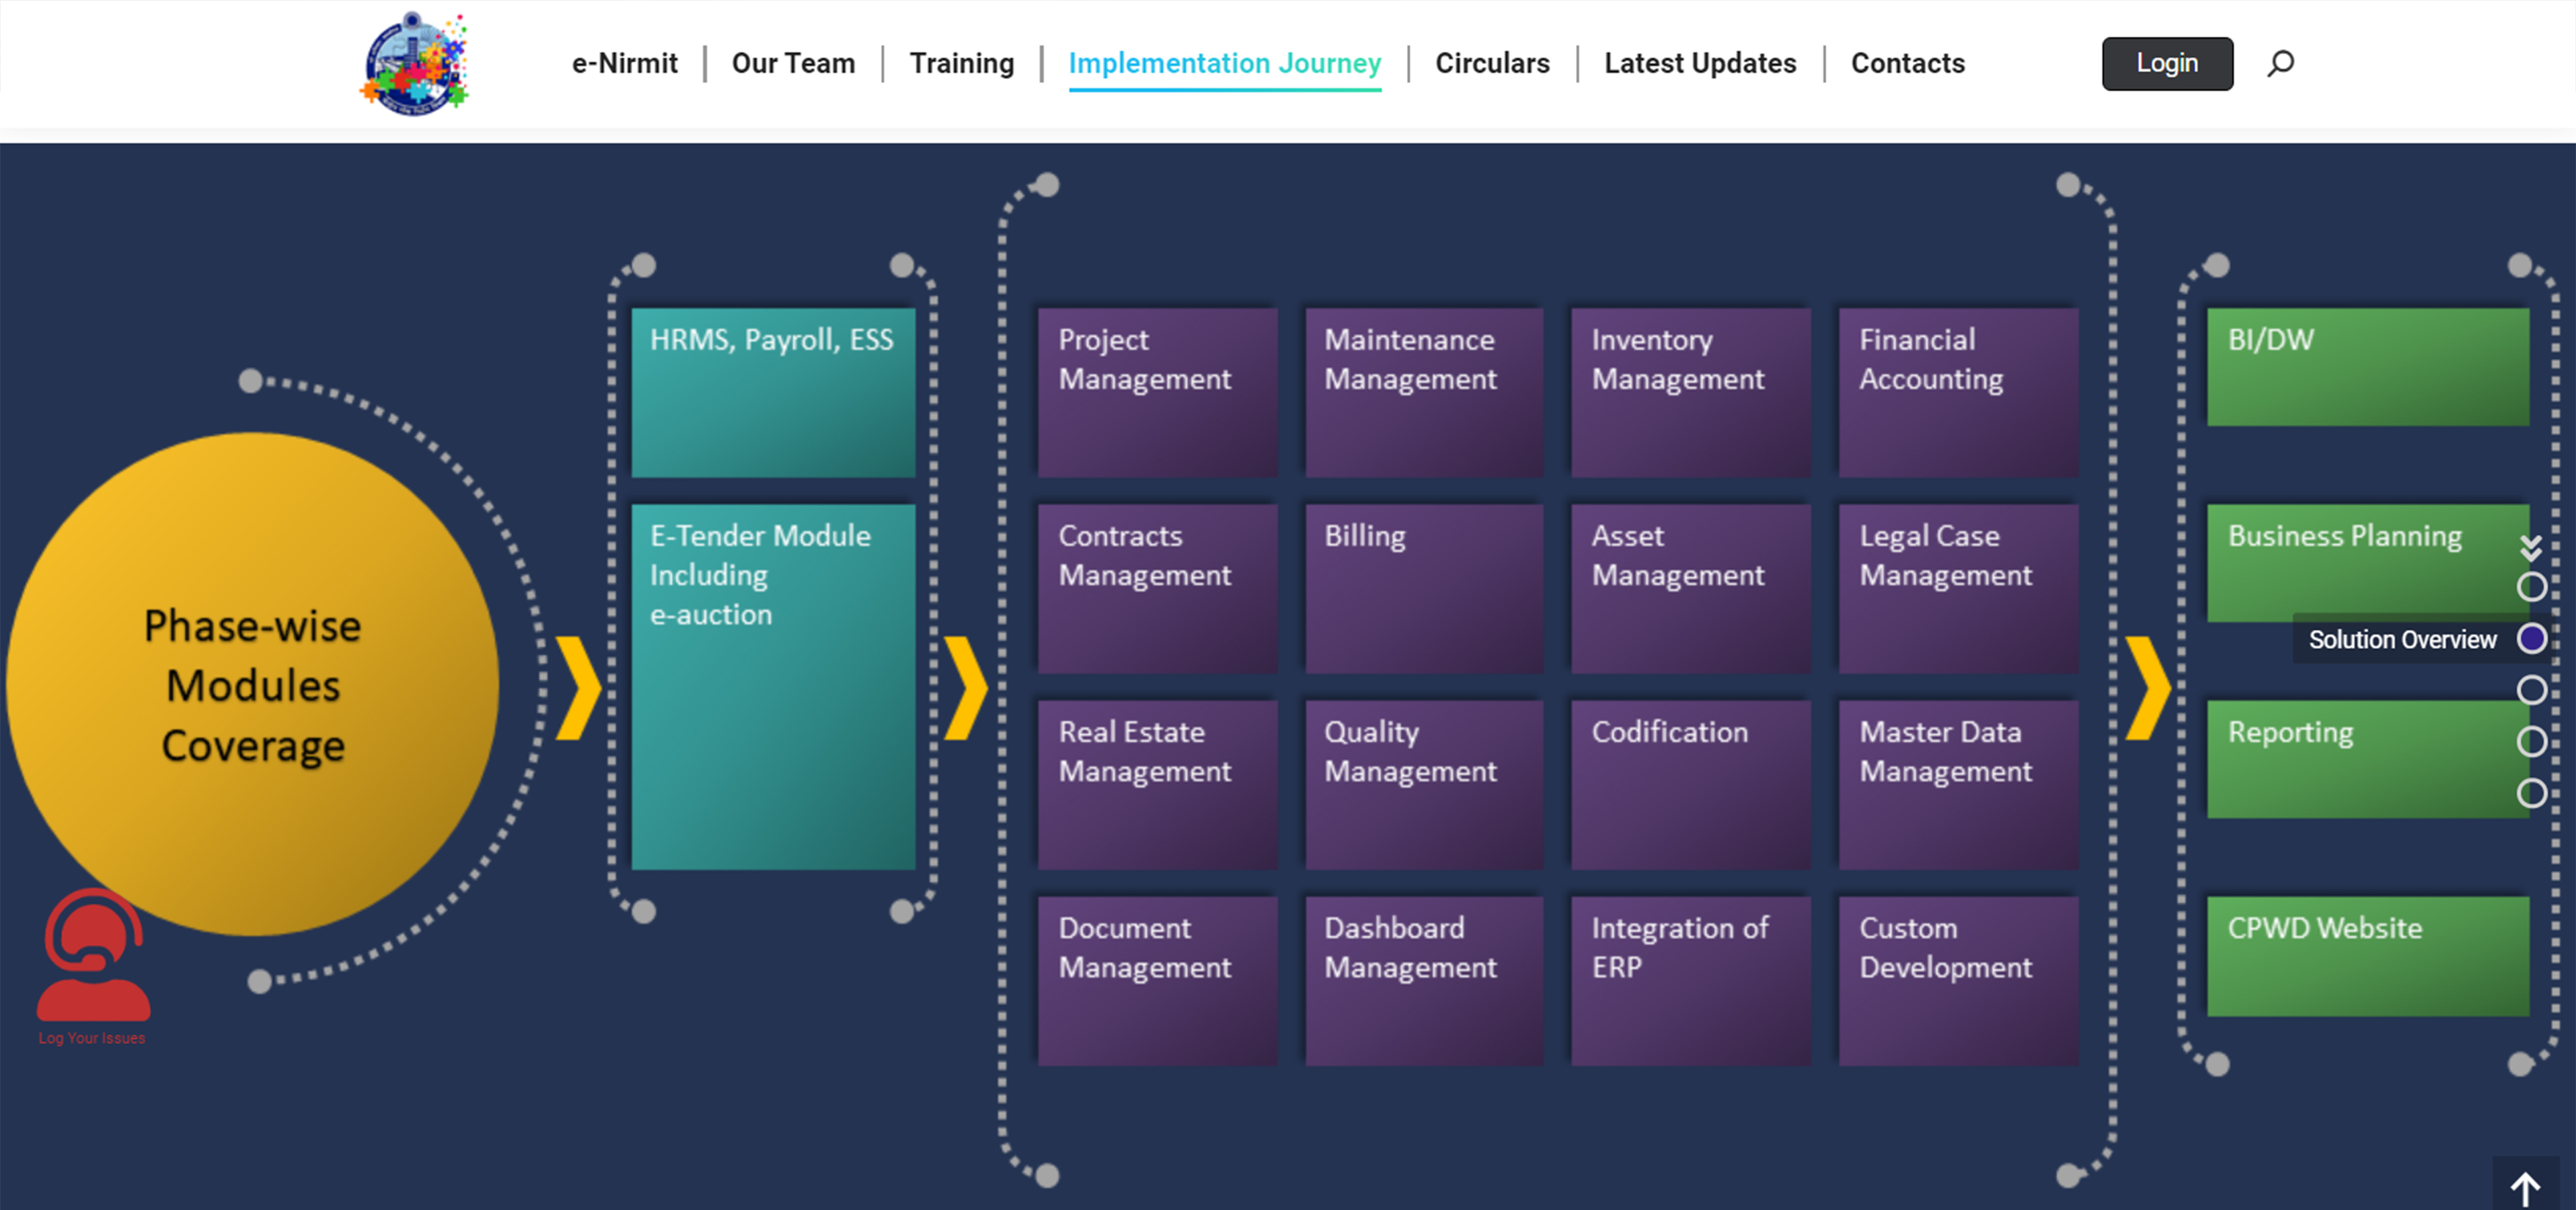 e-Nirmit
Our Team
Training
Implementation Journey
Circulars
Latest Updates
Contacts
Login
Phase-wise
Modules
Coverage
HRMS, Payroll, ESS
E-Tender Module
Including
e-auction
Project
Management
Maintenance
Management
Inventory
Management
Financial
Accounting
Contracts
Management
Billing
Asset
Management
Legal Case
Management
Real Estate
Management
Quality
Management
Codification
Master Data
Management
Document
Management
Dashboard
Management
Integration of
ERP
Custom
Development
BI/DW
Business Planning
Solution Overview
Reporting
CPWD Website
Log Your Issues